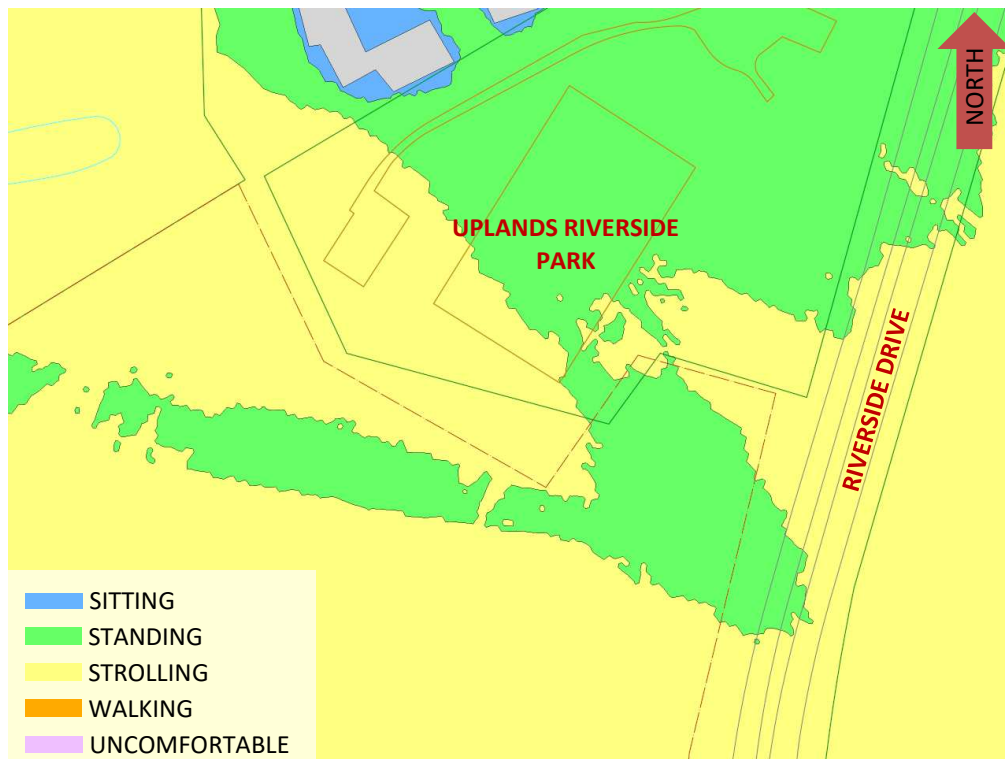 NORTH
UPLANDS RIVERSIDE
PARK
RIVERSIDE DRIVE
SITTING
STANDING
STROLLING
WALKING
UNCOMFORTABLE